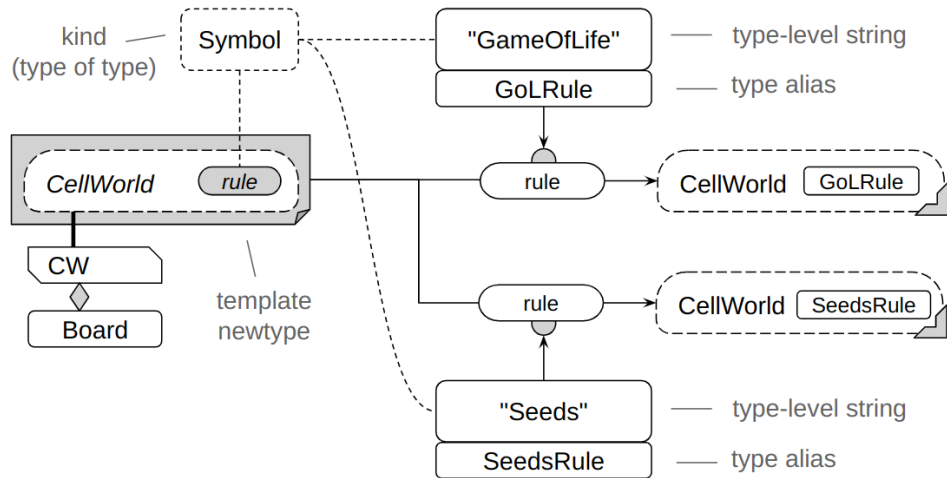 kind
(type of type)
Symbol
"GameOfLife"
type-level string
GoLRule
type alias
CellWorld
rule
rule
CellWorld
GoLRule
CW
Board
template
newtype
rule
CellWorld
SeedsRule
"Seeds"
type-level string
SeedsRule
type alias